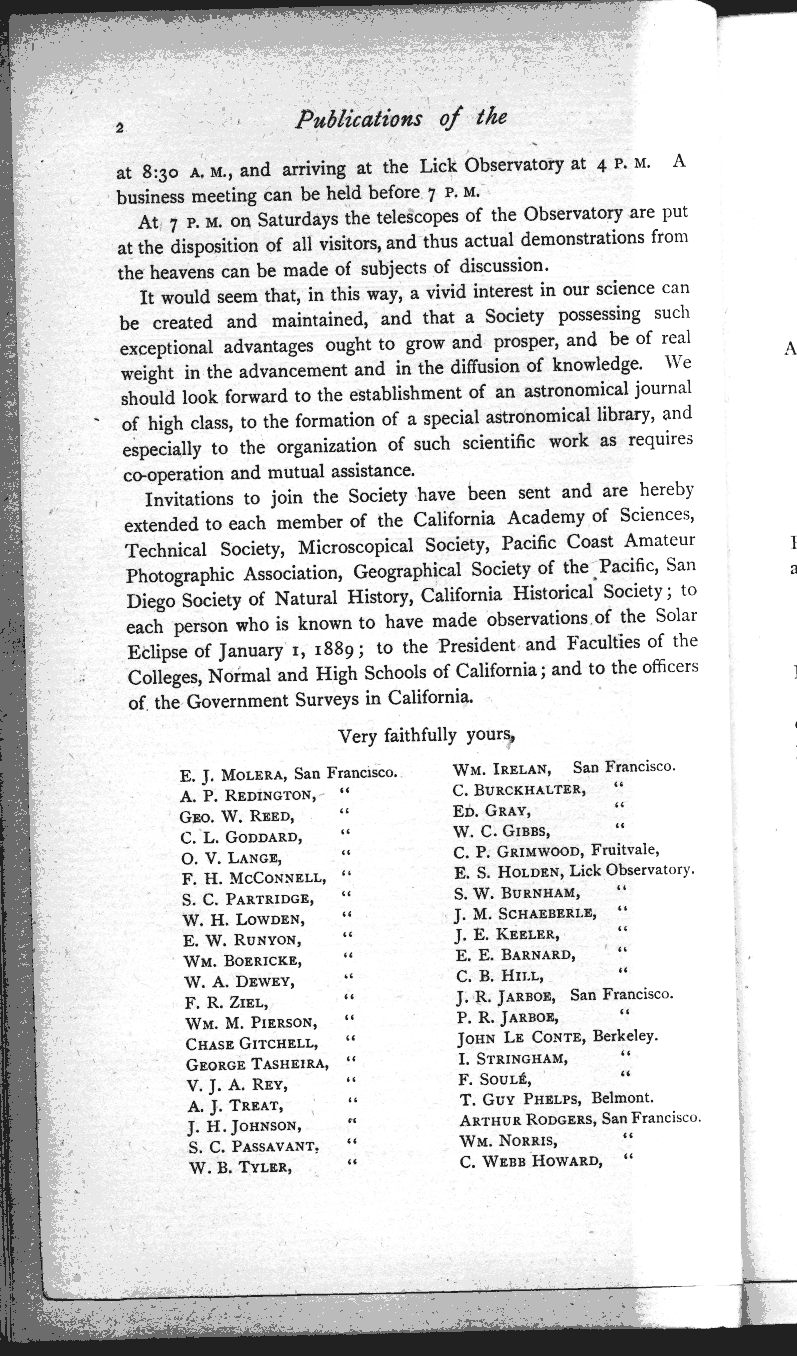 2
Publications of the
at 8:30 A. M., and arriving at the Lick Observatory at 4 P. M. A
business meeting can be held before 7 P. M.
At 7 P. M. on Saturdays the telescopes of the Observatory are put
at the disposition of all visitors, and thus actual demonstrations from
the heavens can be made of subjects of discussion.
It would seem that, in this way, a vivid interest in our science can
be created and maintained, and that a Society possessing such
exceptional advantages ought to grow and prosper, and be of real
weight in the advancement and in the diffusion of knowledge. We
should look forward to the establishment of an astronomical journal
of high class, to the formation of a special astronomical library, and
especially to the organization of such scientific work as requires
co-operation and mutual assistance.
Invitations to join the Society have been sent and are hereby
extended to each member of the California Academy of Sciences,
Technical Society, Microscopical Society, Pacific Coast Amateur
Photographic Association, Geographical Society of the Pacific, San
Diego Society of Natural History, California Historical Society; to
each person who is known to have made observations of the Solar
Eclipse of January 1, 1889; to the President and Faculties of the
Colleges, Normal and High Schools of California; and to the officers
of the Government Surveys in California.
Very faithfully yours,
E. J. MOLERA, San Francisco.
A. P. REDINGTON, “
GEO. W. REED, “
C. L. GODDARD, “
O. V. LANGE, “
F. H. MCCONNELL, “
S. C. PARTRIDGE, “
W. H. LOWDEN, “
E. W. RUNYON, “
WM. BOERICKE, “
W. A. DEWEY, “
F. R. ZIEL, “
WM. M. PIERSON, “
CHASE GITCHELL, “
GEORGE TASHEIRA, “
V. J. A. REY, “
A. J. TREAT, “
J. H. JOHNSON, “
S. C. PASSAVANT, “
W. B. TYLER, “
WM. IRELAN, San Francisco.
C. BURCKHALTER, “
ED. GRAY, “
W. C. GIBBS, “
C. P. GRIMWOOD, Fruitvale,
E. S. HOLDEN, Lick Observatory.
S. W. BURNHAM, “
J. M. SCHAEBERLE, “
J. E. KEELER, “
E. E. BARNARD, “
C. B. HILL, “
J. R. JARBOE, San Francisco.
P. R. JARBOE, “
JOHN LE CONTE, Berkeley.
I. STRINGHAM, “
F. SOULÉ, “
T. GUY PHELPS, Belmont.
ARTHUR RODGERS, San Francisco.
WM. NORRIS, “
C. WEBB HOWARD, “